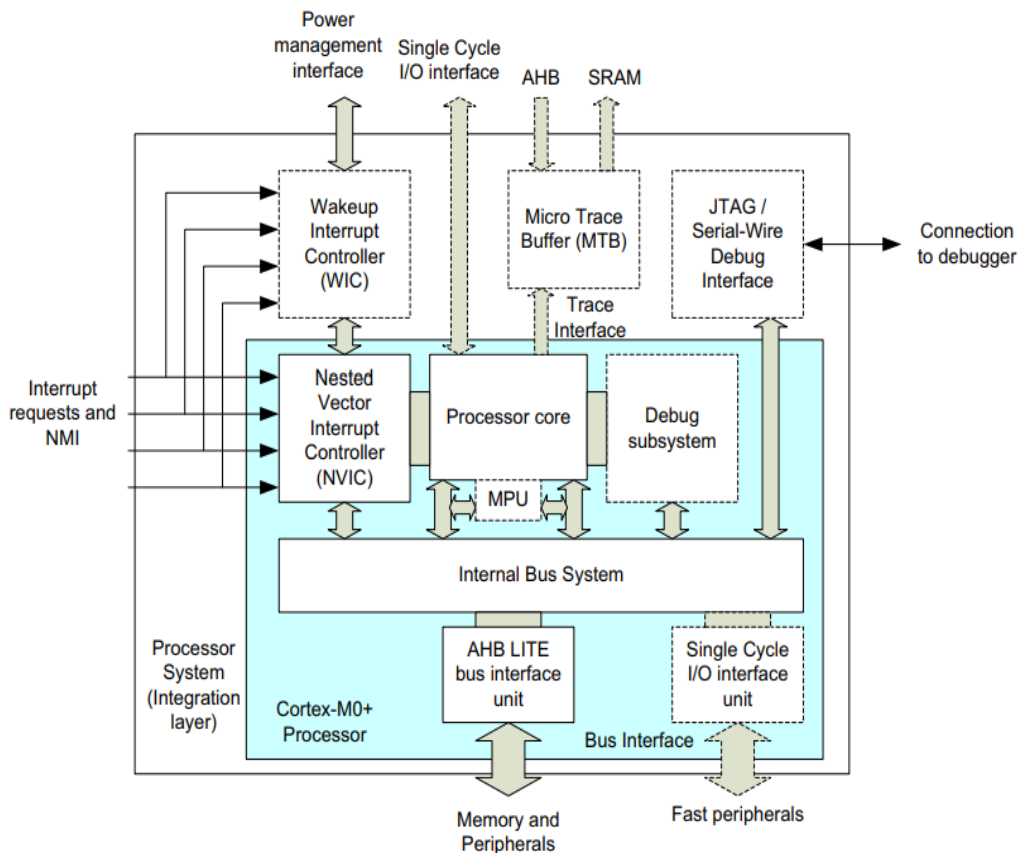 Power
management
interface
Single Cycle
I/O interface
AHB
SRAM
Wakeup
Interrupt
Controller
(WIC)
Micro Trace
Buffer (MTB)
JTAG /
Serial-Wire
Debug
Interface
Connection
to debugger
Trace
Interface
Interrupt
requests and
NMI
Nested
Vector
Interrupt
Controller
(NVIC)
Processor core
Debug
subsystem
MPU
Internal Bus System
Processor
System
(Integration
layer)
AHB LITE
bus interface
unit
Single Cycle
I/O interface
unit
Cortex-M0+
Processor
Bus Interface
Memory and
Peripherals
Fast peripherals